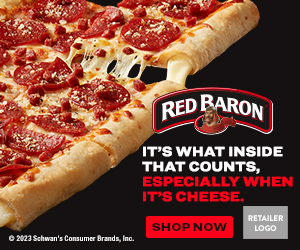 RED BARON
IT'S WHAT INSIDE
THAT COUNTS,
ESPECIALLY WHEN
IT'S CHEESE.
SHOP NOW
RETAILER
LOGO
© 2023 Schwan's Consumer Brands, Inc.